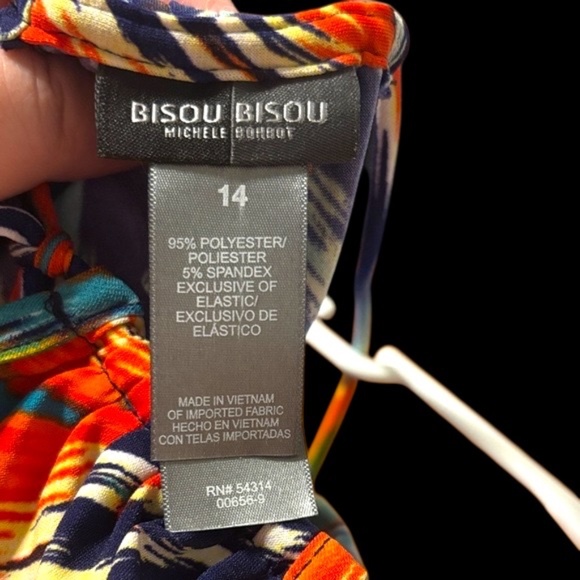 BISOU BISOU
MICHELE BOHBOT
14
95% POLYESTER/
POLIESTER
5% SPANDEX
EXCLUSIVE OF
ELASTIC/
EXCLUSIVO DE
ELÁSTICO
MADE IN VIETNAM
OF IMPORTED FABRIC
HECHO EN VIETNAM
CON TELAS IMPORTADAS
RN# 54314
00656-9